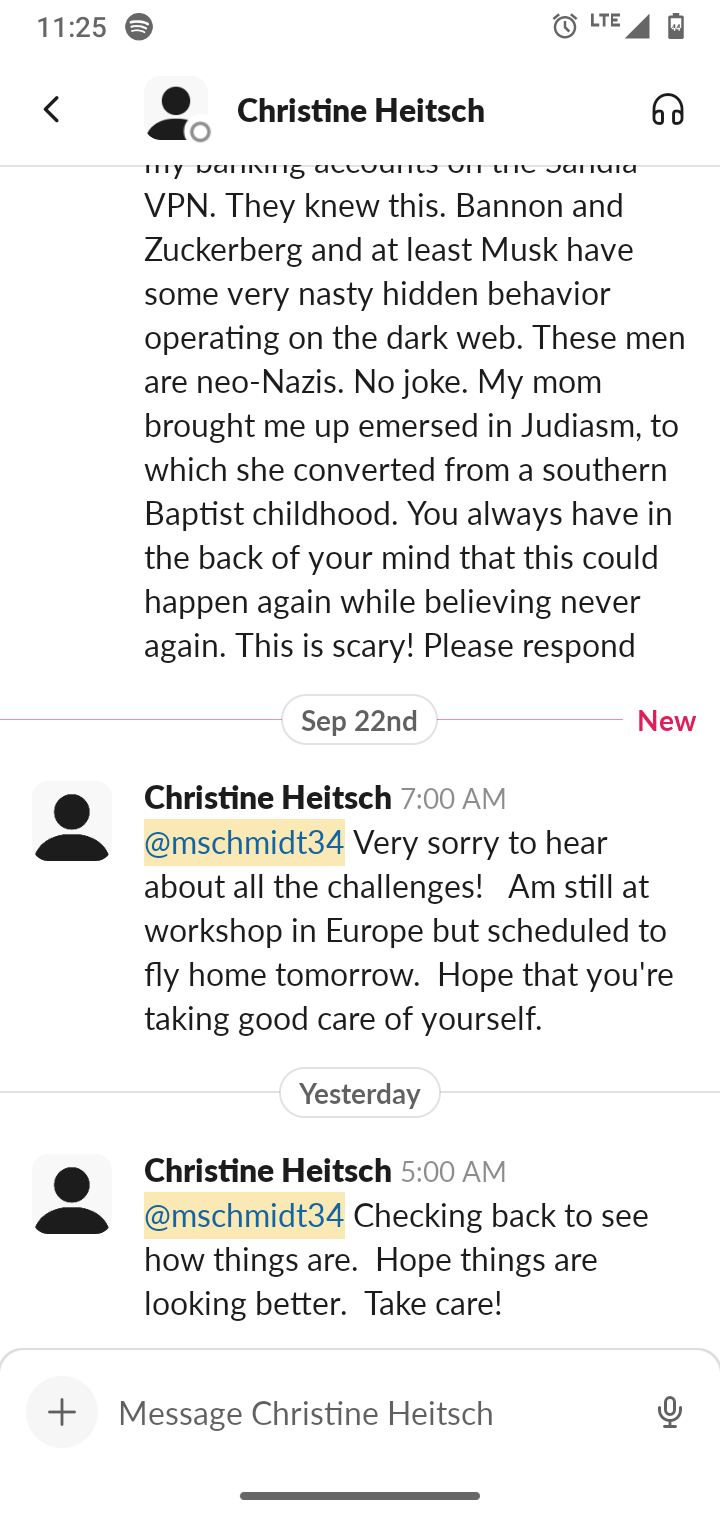 11:25
LTE
44
Christine Heitsch
my banking accounts on the Sandia
VPN. They knew this. Bannon and
Zuckerberg and at least Musk have
some very nasty hidden behavior
operating on the dark web. These men
are neo-Nazis. No joke. My mom
brought me up emersed in Judiasm, to
which she converted from a southern
Baptist childhood. You always have in
the back of your mind that this could
happen again while believing never
again. This is scary! Please respond
Sep 22nd New
Christine Heitsch 7:00 AM
@mschmidt34 Very sorry to hear
about all the challenges!   Am still at
workshop in Europe but scheduled to
fly home tomorrow.  Hope that you're
taking good care of yourself.
Yesterday
Christine Heitsch 5:00 AM
@mschmidt34 Checking back to see
how things are.  Hope things are
looking better.  Take care!
Message Christine Heitsch